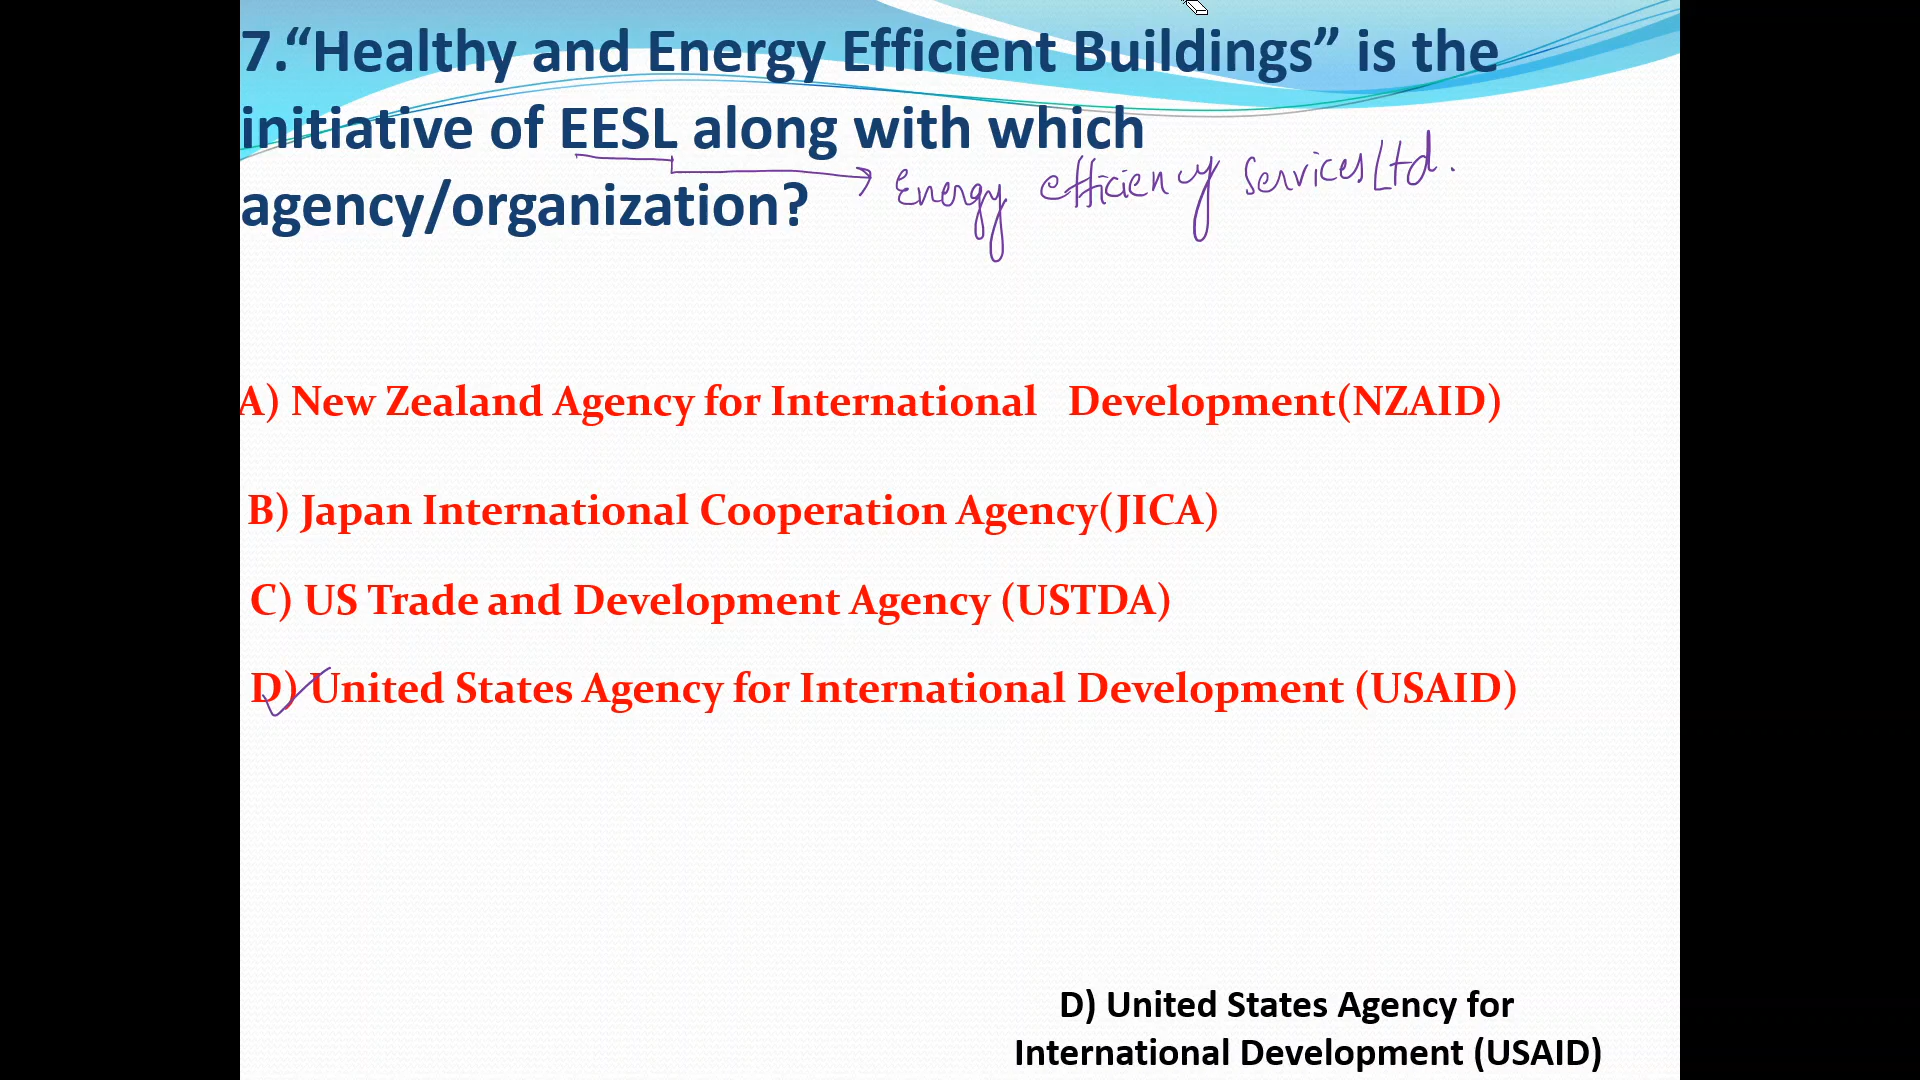 7.“Healthy and Energy Efficient Buildings” is the
initiative of EESL along with which
agency/organization?
Energy efficiency Services Ltd.
A) New Zealand Agency for International Development(NZAID)
B) Japan International Cooperation Agency(JICA)
C) US Trade and Development Agency (USTDA)
D) United States Agency for International Development (USAID)
D) United States Agency for
International Development (USAID)